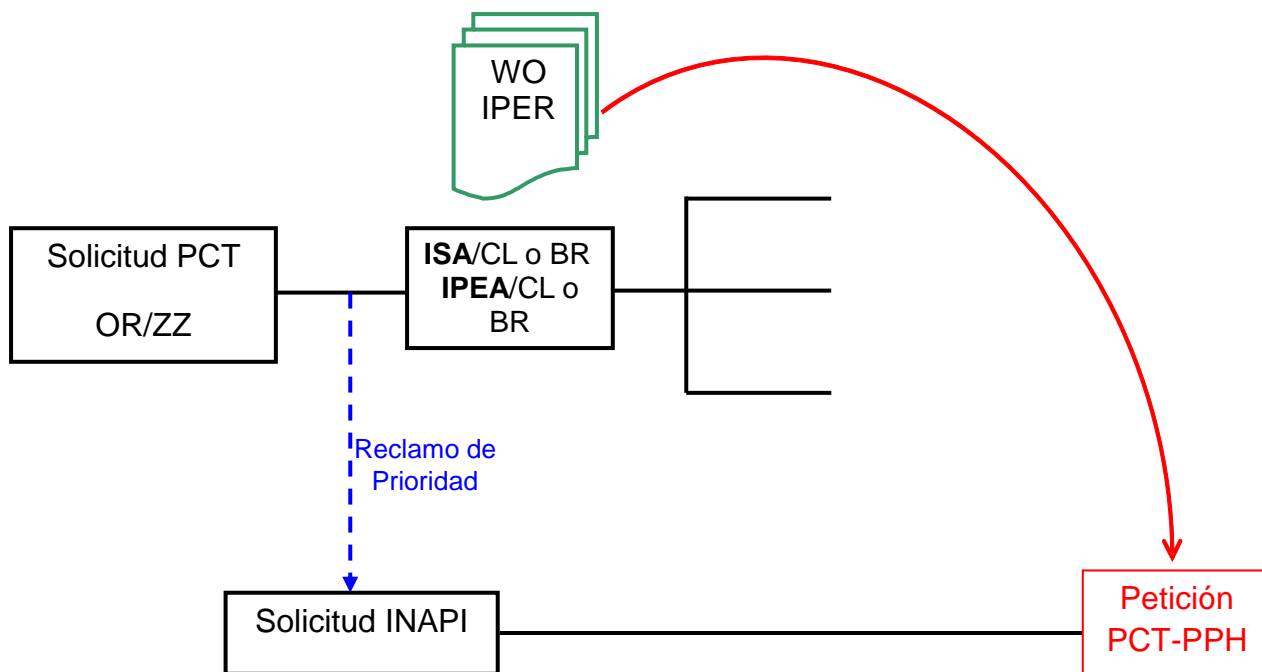 WO
IPER
Solicitud PCT
OR/ZZ
ISA/CL o BR
IPEA/CL o
BR
Reclamo de
Prioridad
Solicitud INAPI
Petición
PCT-PPH